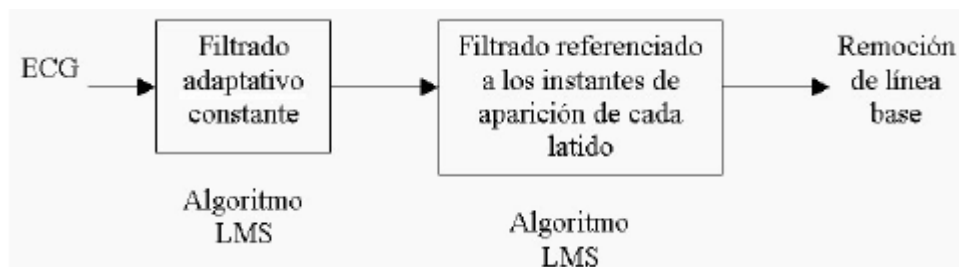 ECG
Filtrado
adaptativo
constante
Algoritmo
LMS
Filtrado referenciado
a los instantes de
aparición de cada
latido
Algoritmo
LMS
Remoción
de línea
base